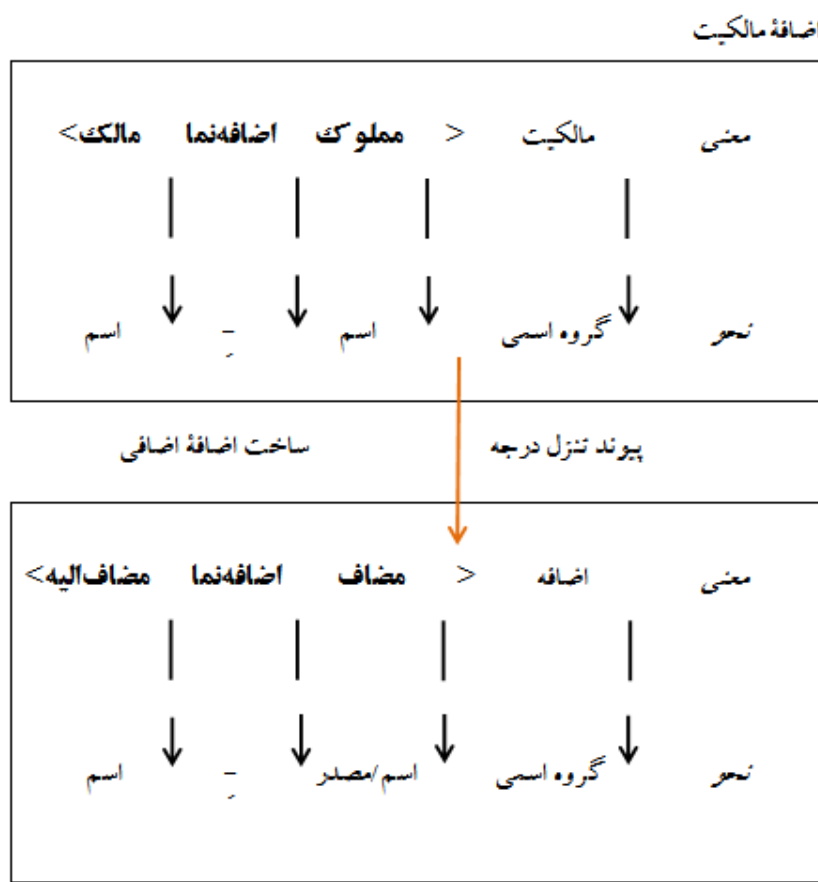 اضافهٔ مالکیت
معنی مالکیت < مملوک اضافه‌نما مالک>
نحو گروه اسمی اسم ـِ اسم
پیوند تنزل درجه ساخت اضافهٔ اضافی
معنی اضافه < مضاف اضافه‌نما مضاف‌الیه>
نحو گروه اسمی اسم/مصدر ـِ اسم